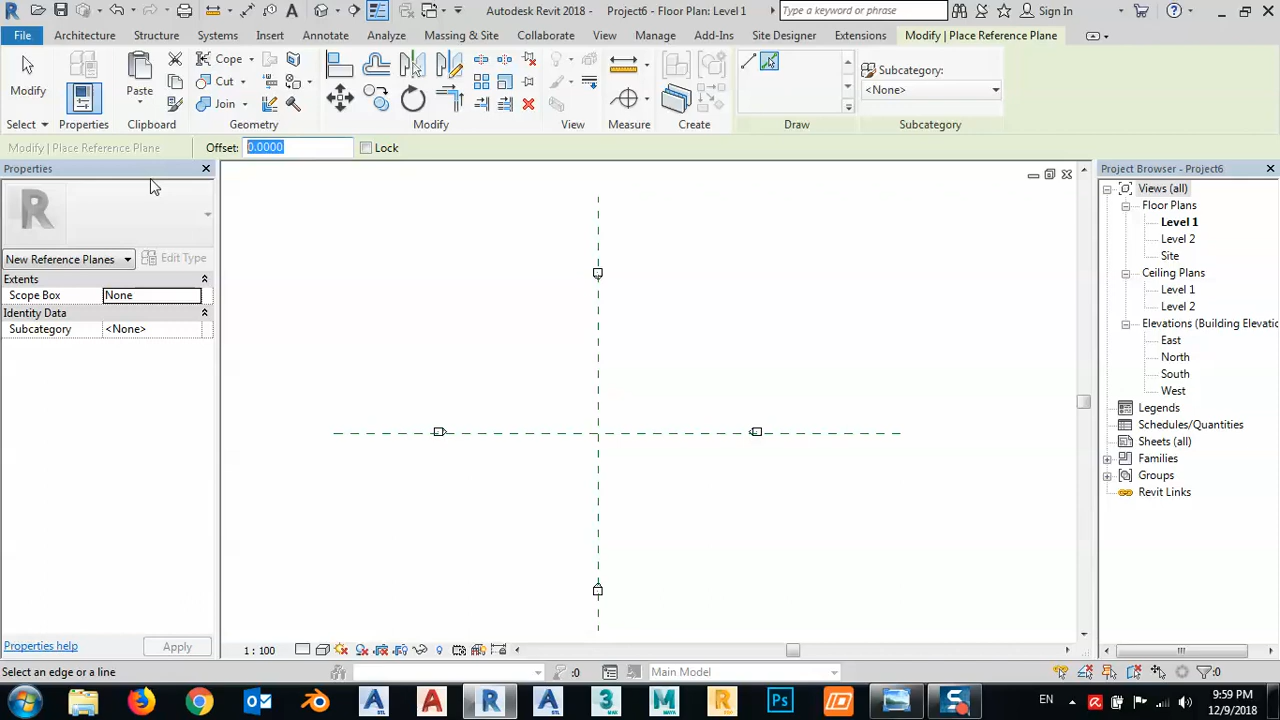 Autodesk Revit 2018 - Project6 - Floor Plan: Level 1
Type a keyword or phrase
Sign In
File
Architecture
Structure
Systems
Insert
Annotate
Analyze
Massing & Site
Collaborate
View
Manage
Add-Ins
Site Designer
Extensions
Modify | Place Reference Plane
Modify
Select
Properties
Paste
Clipboard
Cope
Cut
Join
Geometry
Modify
View
Measure
Create
Draw
Subcategory:
<None>
Subcategory
Modify | Place Reference Plane
Offset:
0.0000
Lock
Properties
New Reference Planes
Edit Type
Extents
Scope Box
None
Identity Data
Subcategory
<None>
Properties help
Apply
Project Browser - Project6
Views (all)
Floor Plans
Level 1
Level 2
Site
Ceiling Plans
Level 1
Level 2
Elevations (Building Elevatio
East
North
South
West
Legends
Schedules/Quantities
Sheets (all)
Families
Groups
Revit Links
1 : 100
Select an edge or line
:0
Main Model
:0
EN
9:59 PM
12/9/2018